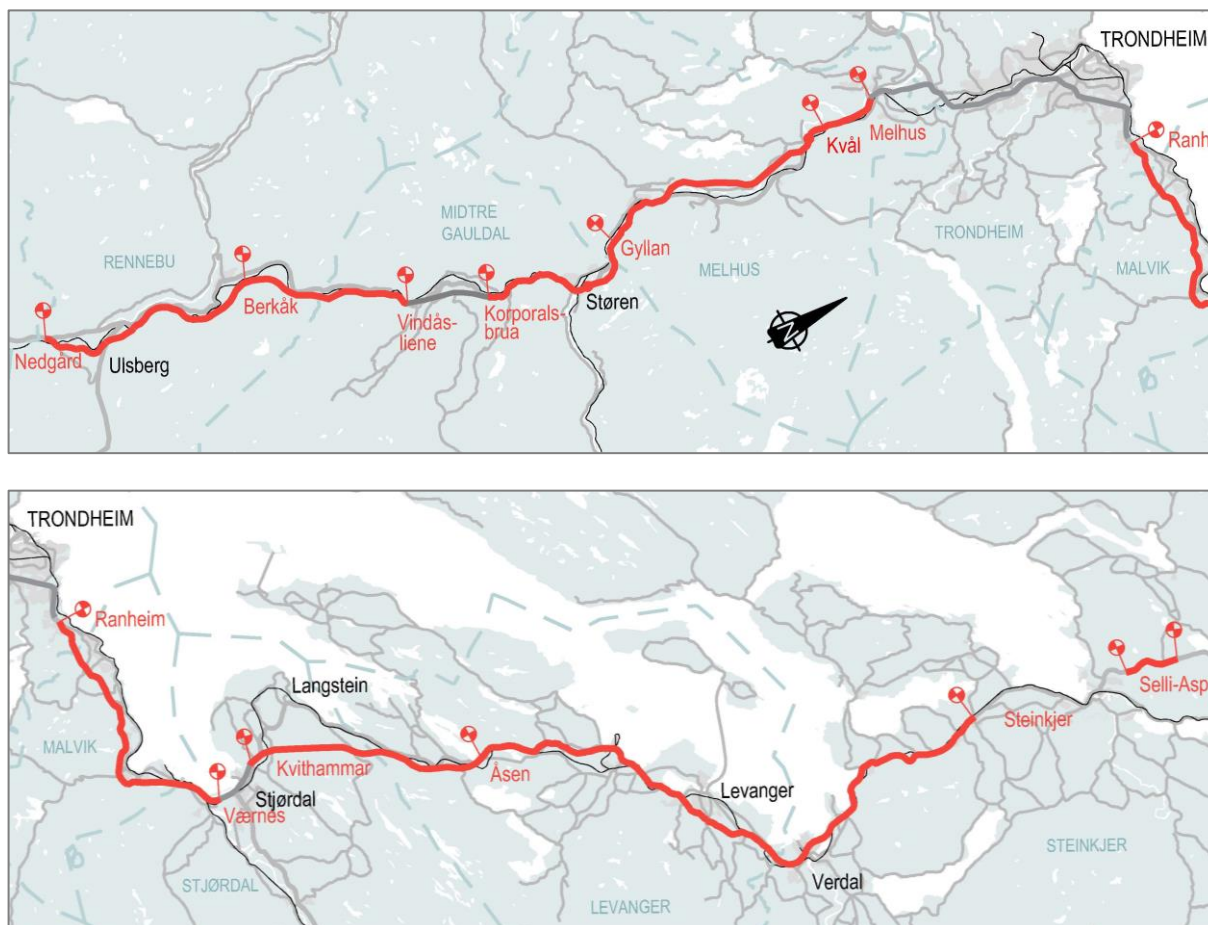 TRONDHEIM
Ranh
Melhus
Kvål
MIDTRE
GAULDAL
TRONDHEIM
RENNEBU
Gyllan
MELHUS
MALVIK
Berkåk
Støren
Vindås-
liene
Korporals-
brua
Nedgård
Ulsberg
N
TRONDHEIM
Ranheim
Langstein
Selli-Asp
Steinkjer
MALVIK
Kvithammar
Åsen
Stjørdal
Levanger
Værnes
STEINKJER
Verdal
STJØRDAL
LEVANGER